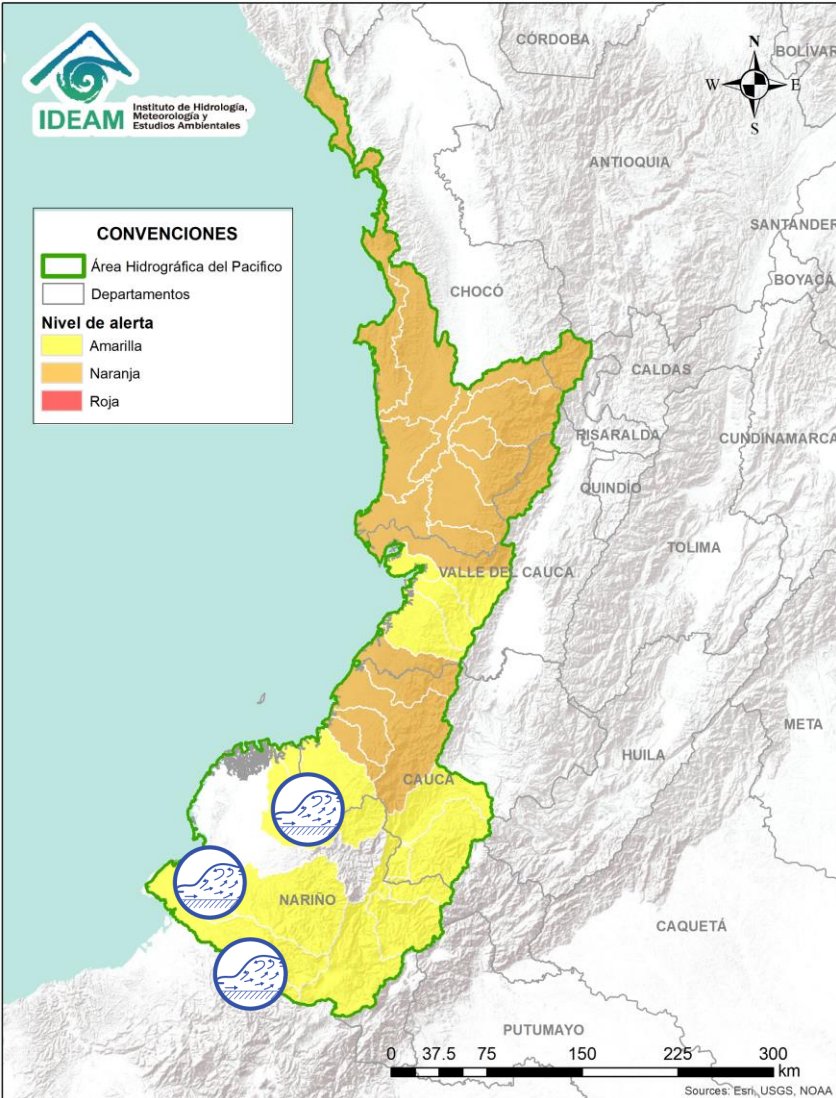 IDEAM
Instituto de Hidrología,
Meteorología y
Estudios Ambientales
N
W
E
S
CÓRDOBA
BOLÍVAR
ANTIOQUIA
SANTANDER
BOYACÁ
CHOCÓ
CALDAS
RISARALDA
CUNDINAMARCA
QUINDÍO
TOLIMA
VALLE DEL CAUCA
META
HUILA
CAUCA
NARIÑO
CAQUETÁ
PUTUMAYO
CONVENCIONES
Área Hidrográfica del Pacifico
Departamentos
Nivel de alerta
Amarilla
Naranja
Roja
0 37.5 75 150 225 300
km
Sources: Esri, USGS, NOAA